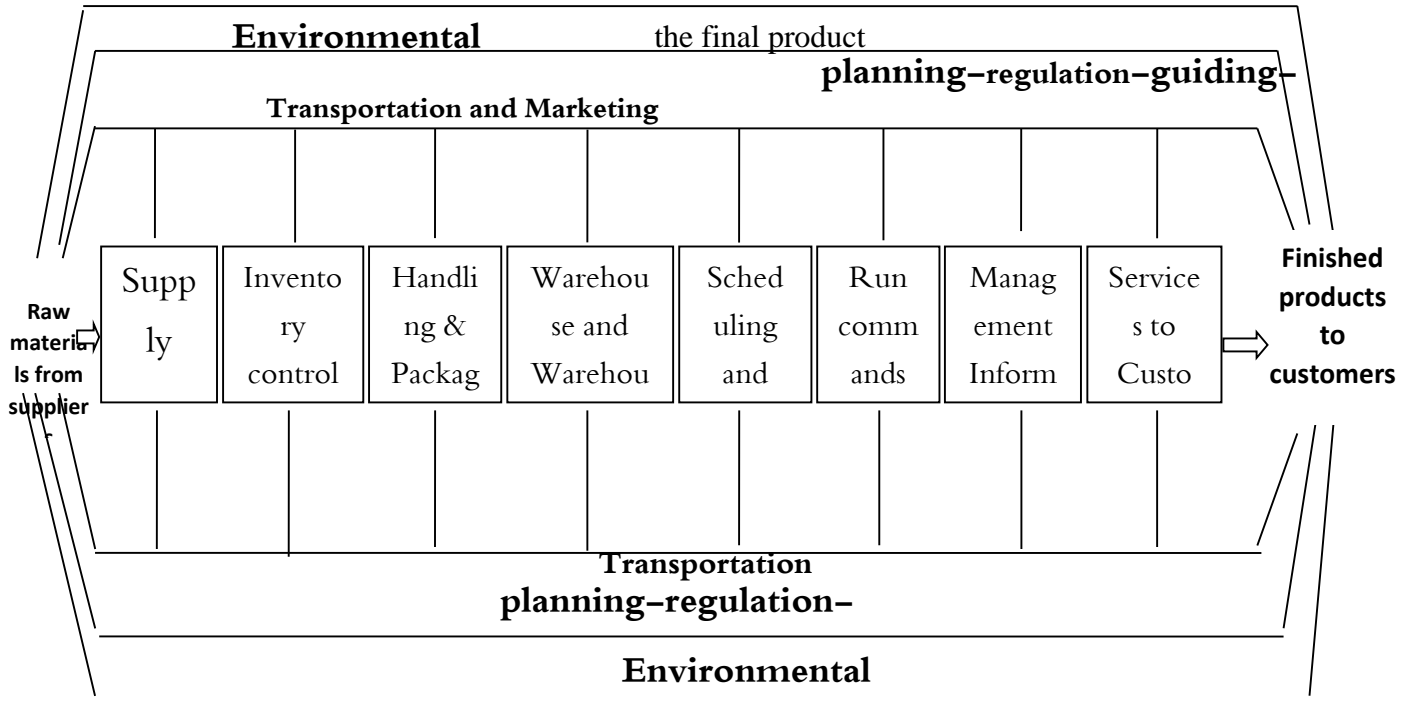 Environmental
the final product
planning–regulation–guiding–
Transportation and Marketing
Raw
materia
ls from
supplier
Supp
ly
Invento
ry
control
Handli
ng &
Packag
Warehou
se and
Warehou
Sched
uling
and
Run
comm
ands
Manag
ement
Inform
Service
s to
Custo
Finished
products
to
customers
Transportation
planning–regulation–
Environmental